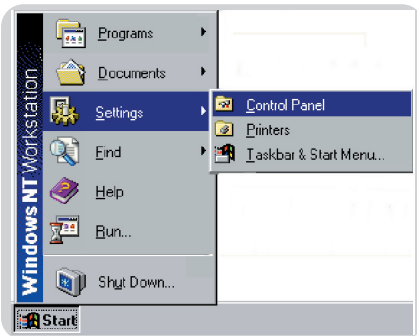 Windows NT Workstation
Programs
Documents
Settings
Find
Help
Run...
Shut Down...
Control Panel
Printers
Taskbar & Start Menu...
Start